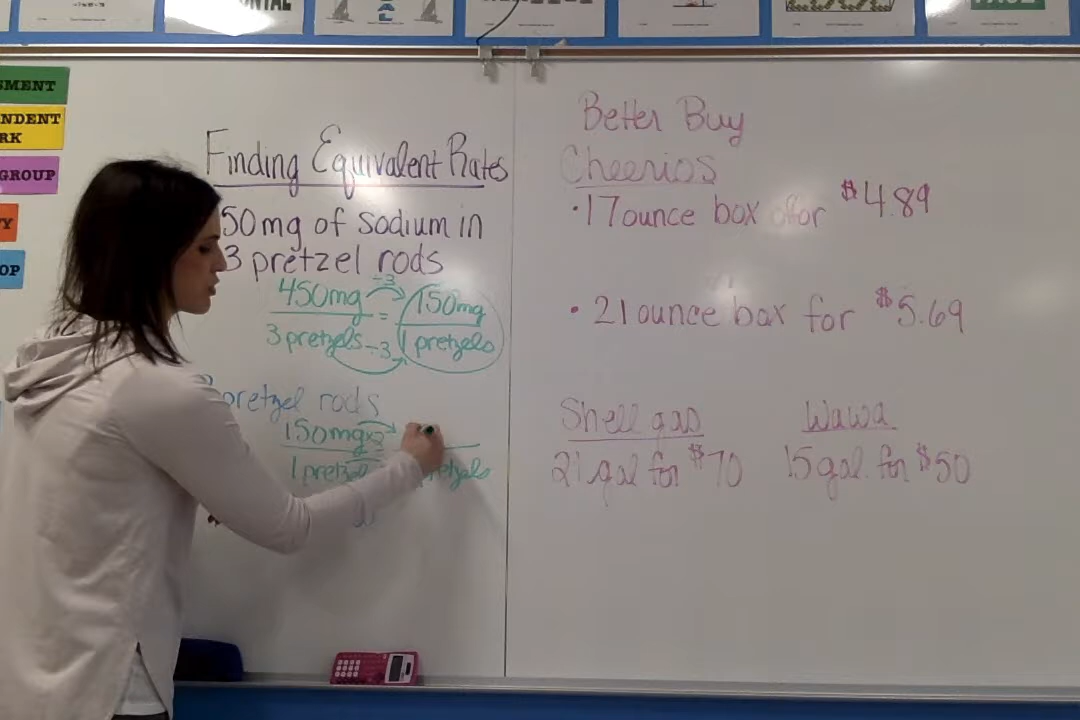 SMENT
NDENT
RK
GROUP
OP
Finding Equivalent Rates
50mg of sodium in
3 pretzel rods
450mg ÷3 150mg
=
3 pretzels ÷3 1 pretzels
pretzel rods
150mg x2
1 pretzel
Better Buy
Cheerios
· 17 ounce box for $4.89
· 21 ounce box for $5.69
Shell gas
21 gal for $70
Wawa
15 gal. for $50